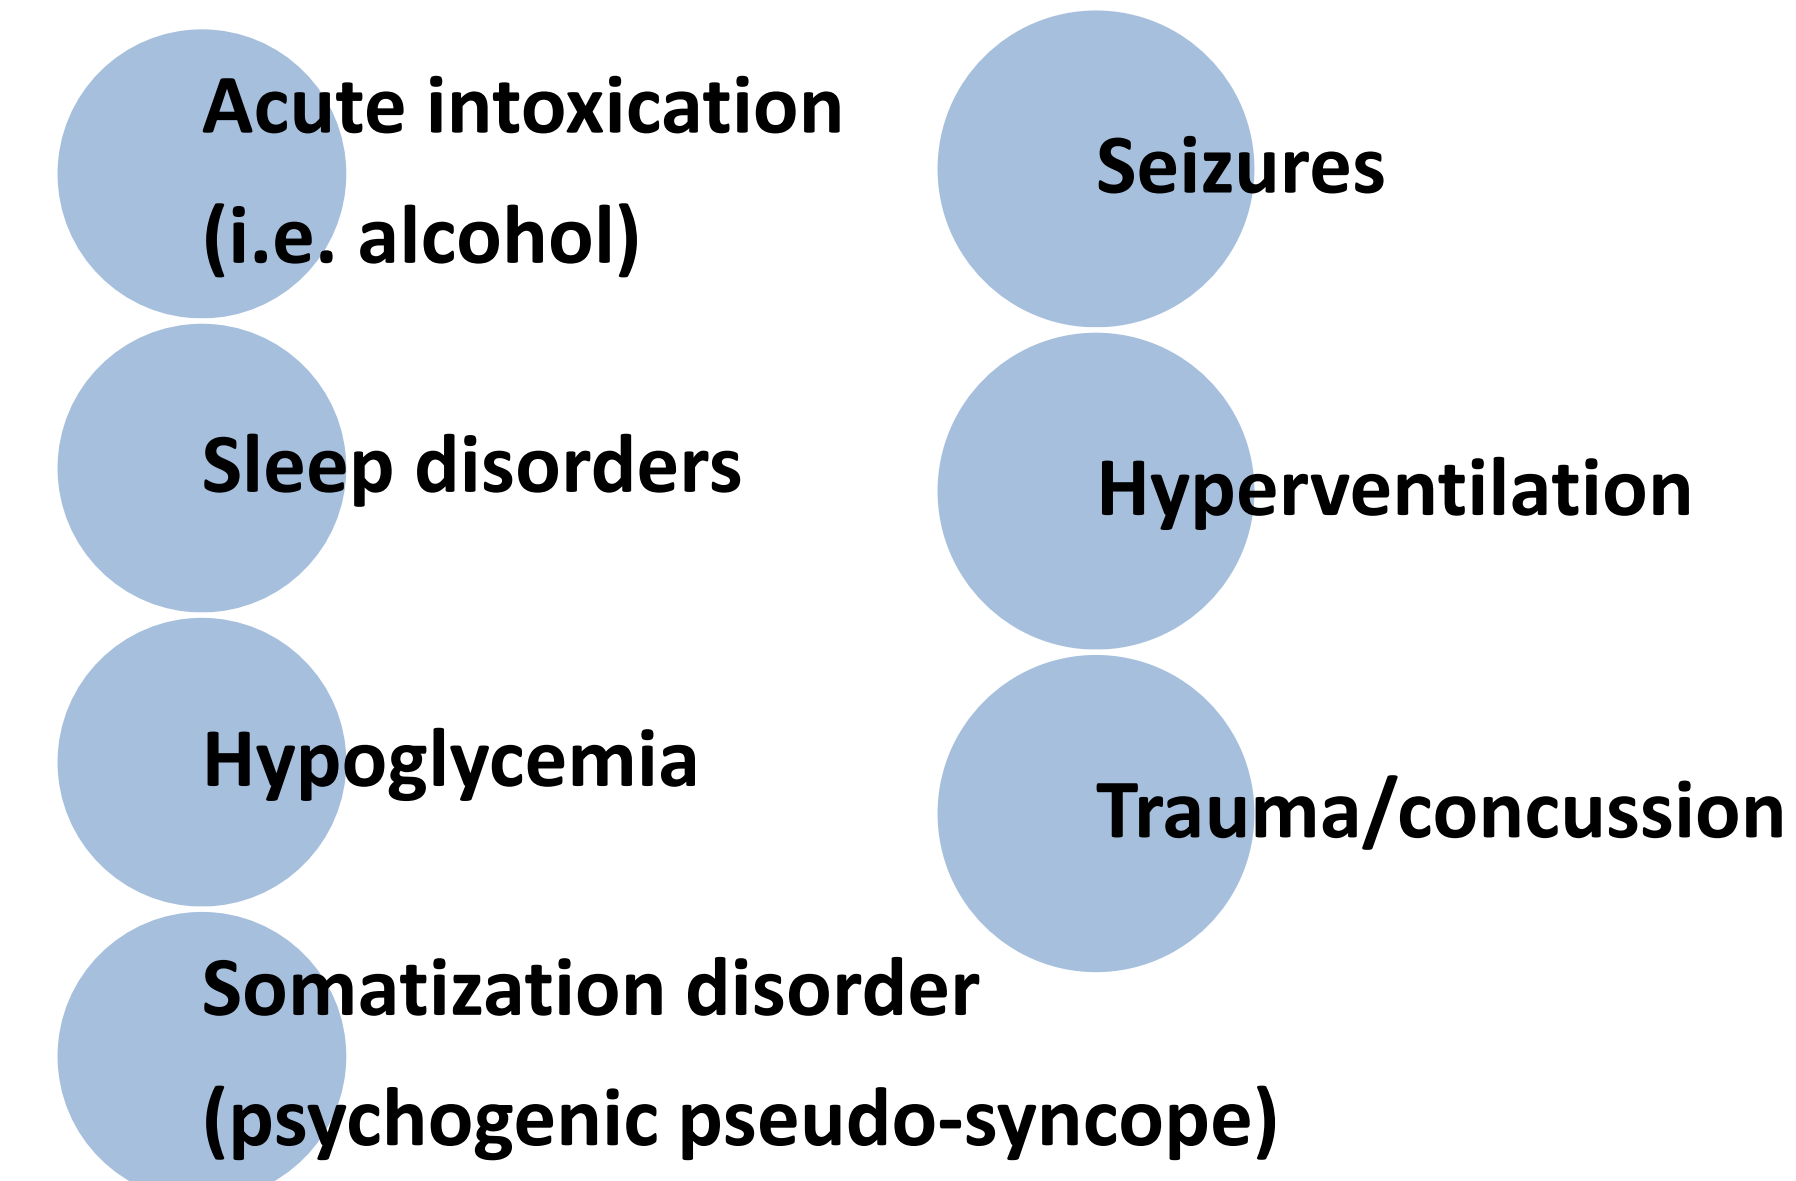 Acute intoxication
(i.e. alcohol)
Sleep disorders
Hypoglycemia
Somatization disorder
(psychogenic pseudo-syncope)
Seizures
Hyperventilation
Trauma/concussion